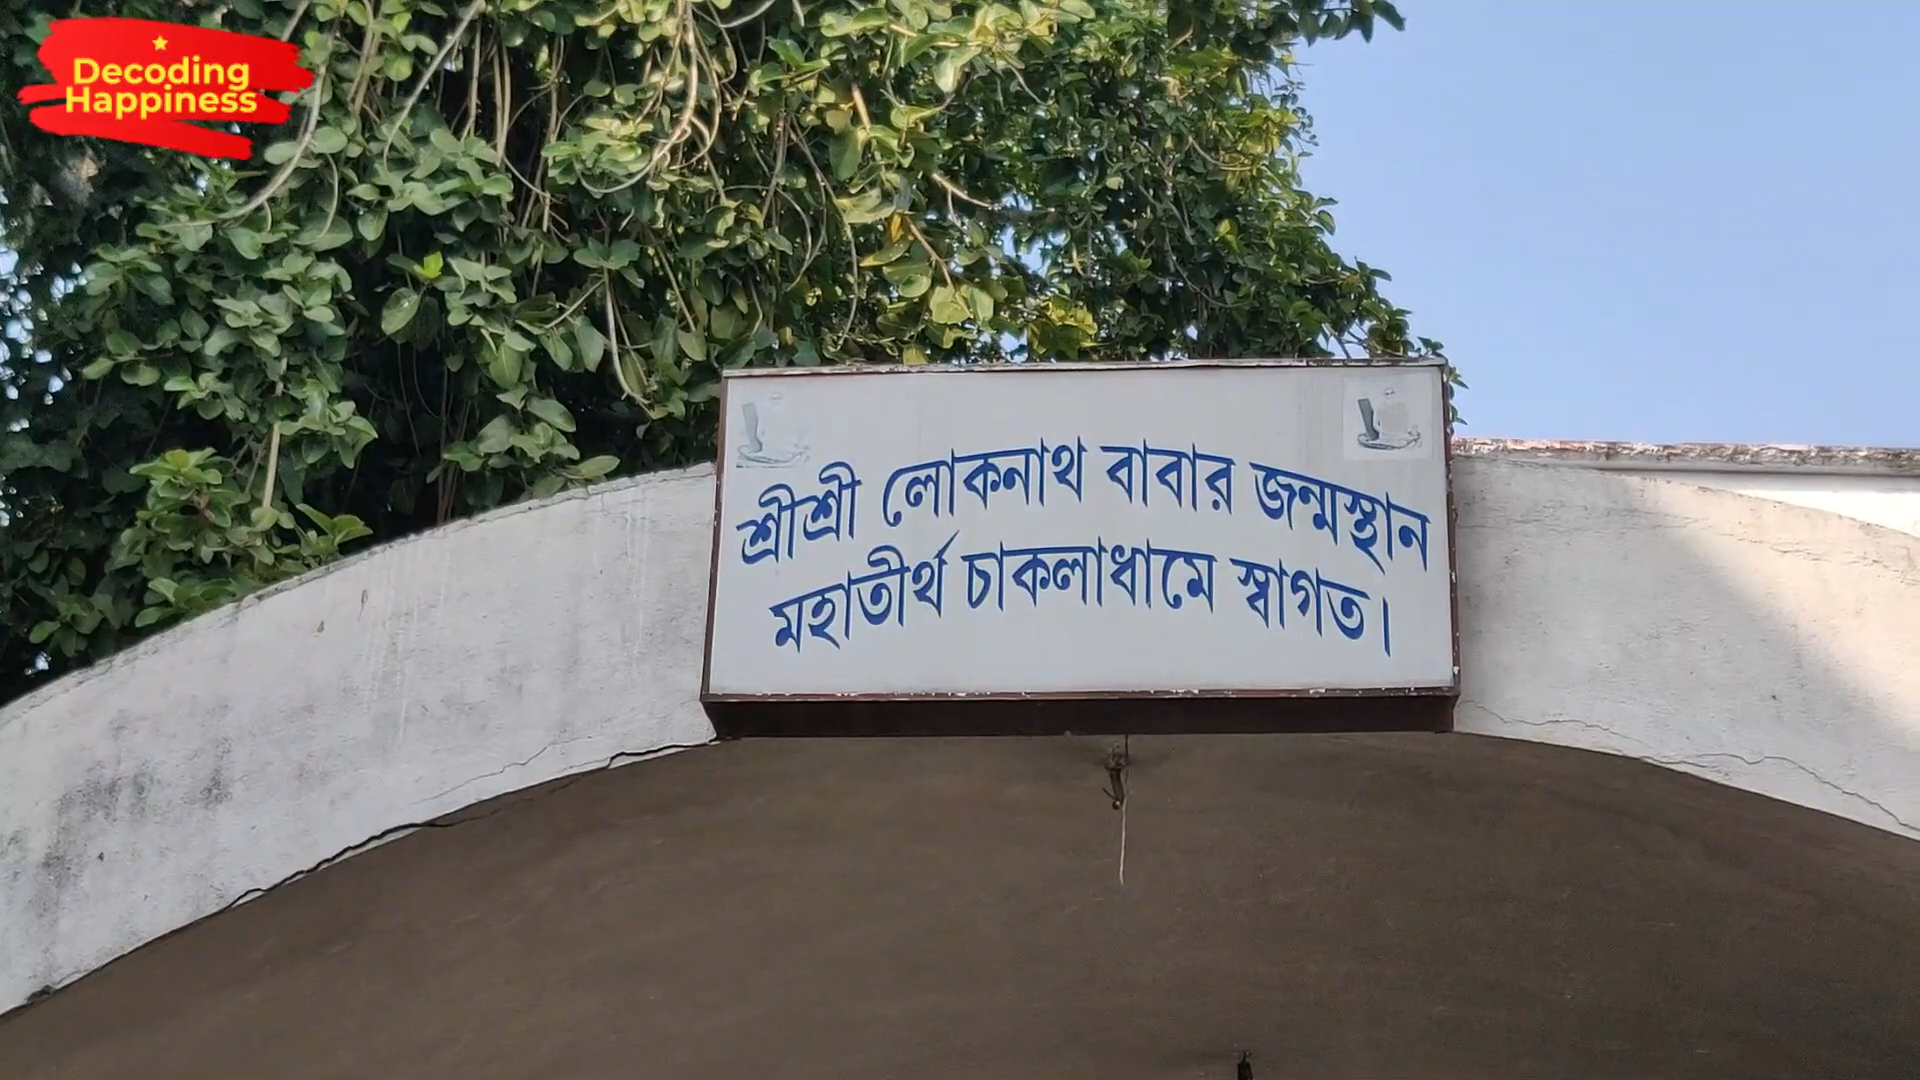 Decoding
Happiness
শ্রীশ্রী লোকনাথ বাবার জন্মস্থান
মহাতীর্থ চাকলাধামে স্বাগত।